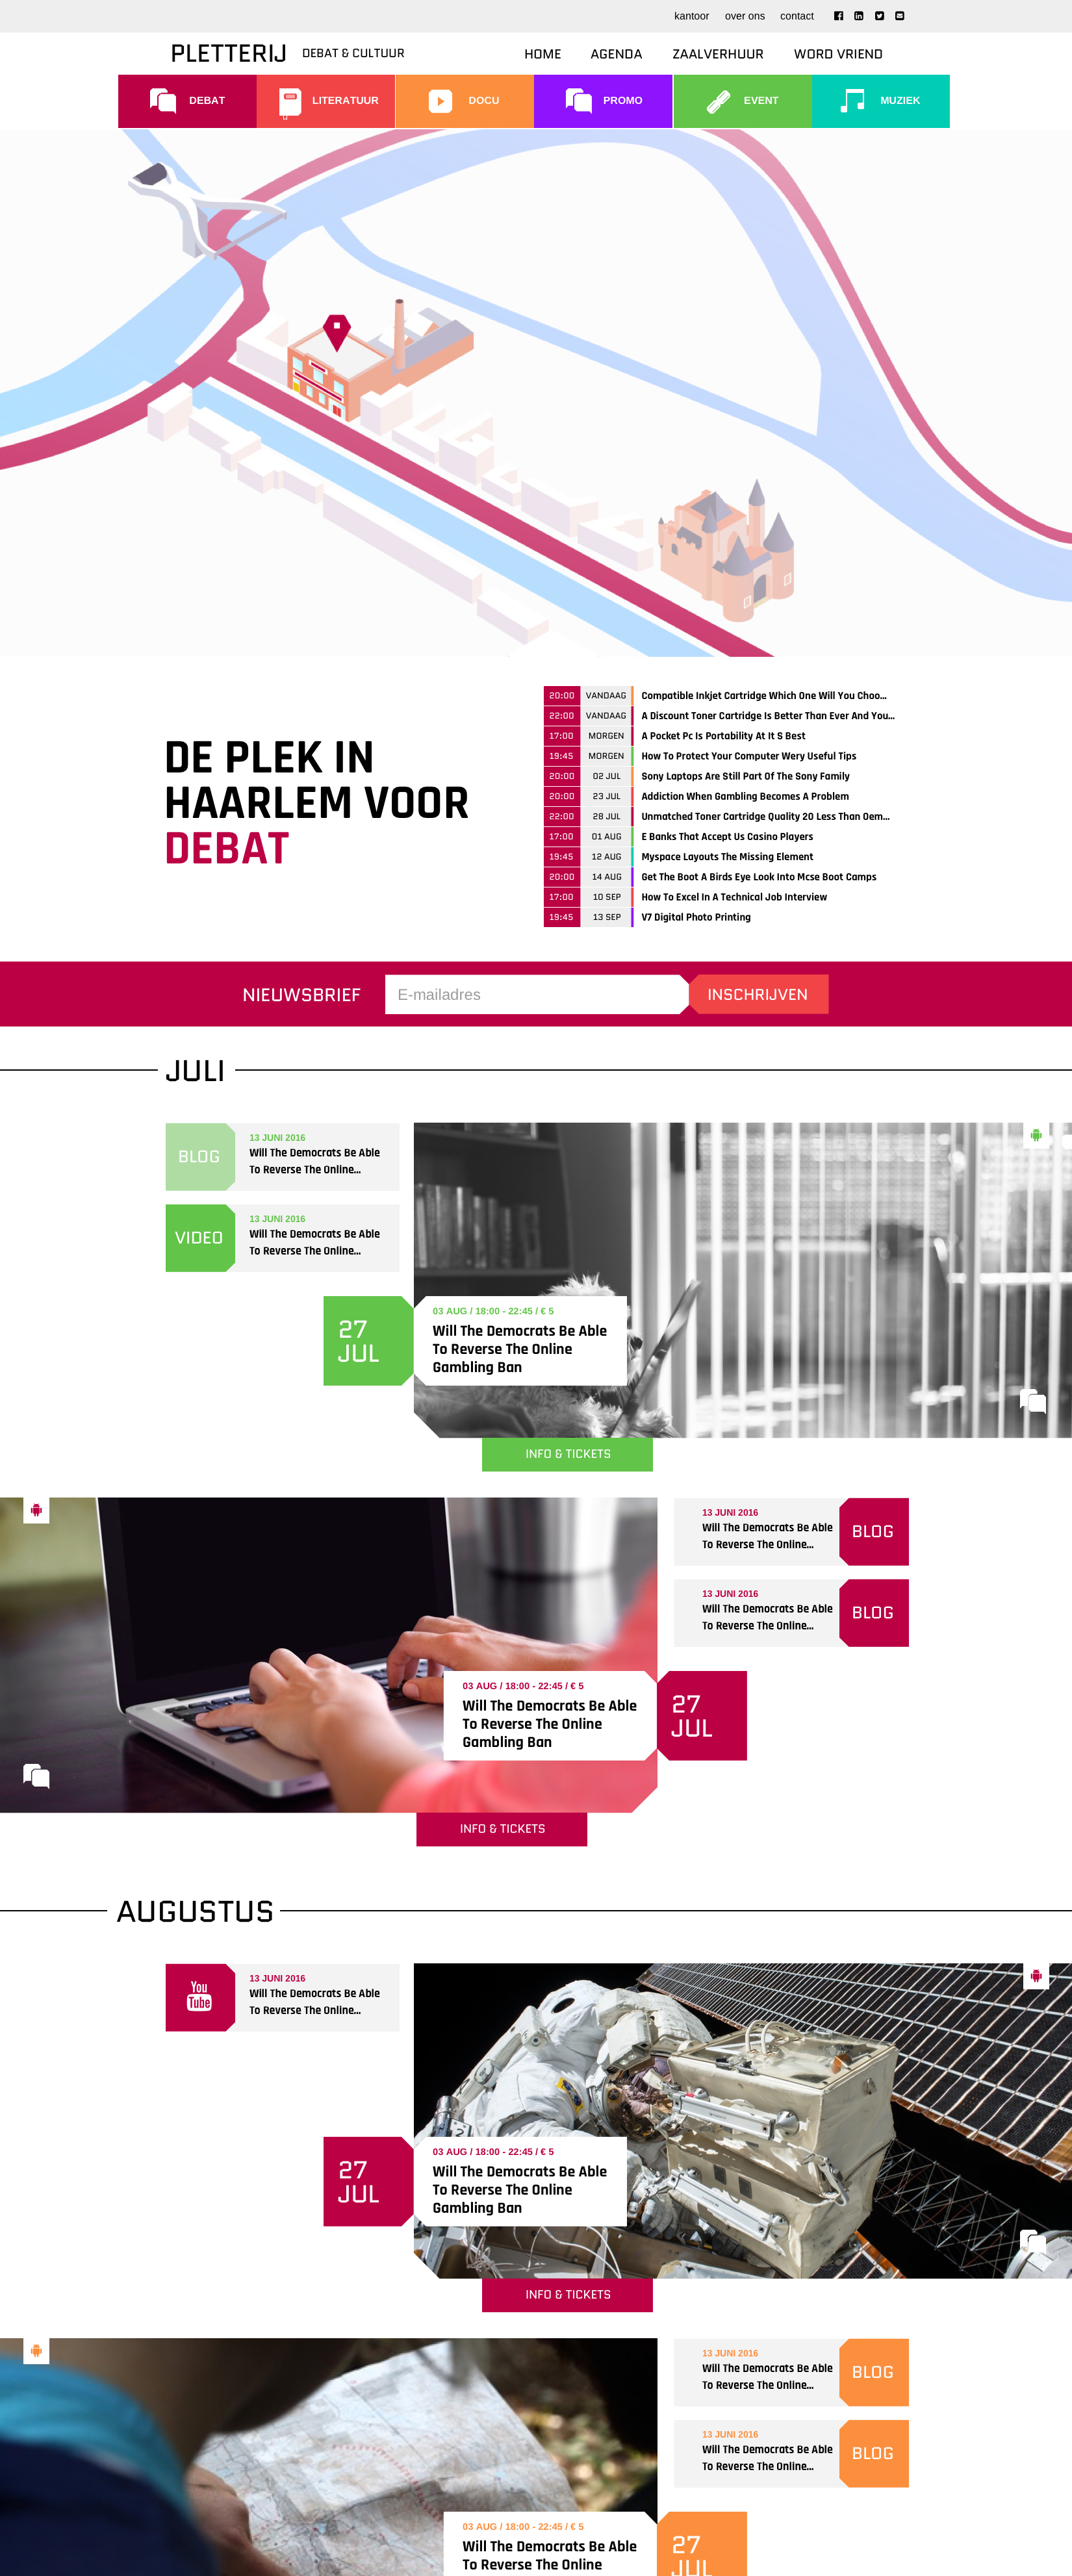 kantoor over ons contact
PLETTERIJ DEBAT & CULTUUR HOME AGENDA ZAALVERHUUR WORD VRIEND
DEBAT LITERATUUR DOCU PROMO EVENT MUZIEK
DE PLEK IN
HAARLEM VOOR
DEBAT
20:00 VANDAAG Compatible Inkjet Cartridge Which One Will You Choo...
22:00 VANDAAG A Discount Toner Cartridge Is Better Than Ever And You...
17:00 MORGEN A Pocket Pc Is Portability At It S Best
19:45 MORGEN How To Protect Your Computer Wery Useful Tips
20:00 02 JUL Sony Laptops Are Still Part Of The Sony Family
20:00 23 JUL Addiction When Gambling Becomes A Problem
22:00 28 JUL Unmatched Toner Cartridge Quality 20 Less Than Oem...
17:00 01 AUG E Banks That Accept Us Casino Players
19:45 12 AUG Myspace Layouts The Missing Element
20:00 14 AUG Get The Boot A Birds Eye Look Into Mcse Boot Camps
17:00 10 SEP How To Excel In A Technical Job Interview
19:45 13 SEP V7 Digital Photo Printing
NIEUWSBRIEF E-mailadres INSCHRIJVEN
JULI
BLOG
13 JUNI 2016
Will The Democrats Be Able
To Reverse The Online...
VIDEO
13 JUNI 2016
Will The Democrats Be Able
To Reverse The Online...
27
JUL
03 AUG / 18:00 - 22:45 / € 5
Will The Democrats Be Able
To Reverse The Online
Gambling Ban
INFO & TICKETS
13 JUNI 2016
Will The Democrats Be Able
To Reverse The Online...
BLOG
13 JUNI 2016
Will The Democrats Be Able
To Reverse The Online...
BLOG
03 AUG / 18:00 - 22:45 / € 5
Will The Democrats Be Able
To Reverse The Online
Gambling Ban
27
JUL
INFO & TICKETS
AUGUSTUS
You
Tube
13 JUNI 2016
Will The Democrats Be Able
To Reverse The Online...
27
JUL
03 AUG / 18:00 - 22:45 / € 5
Will The Democrats Be Able
To Reverse The Online
Gambling Ban
INFO & TICKETS
13 JUNI 2016
Will The Democrats Be Able
To Reverse The Online...
BLOG
13 JUNI 2016
Will The Democrats Be Able
To Reverse The Online...
BLOG
03 AUG / 18:00 - 22:45 / € 5
Will The Democrats Be Able
To Reverse The Online
27
JUL